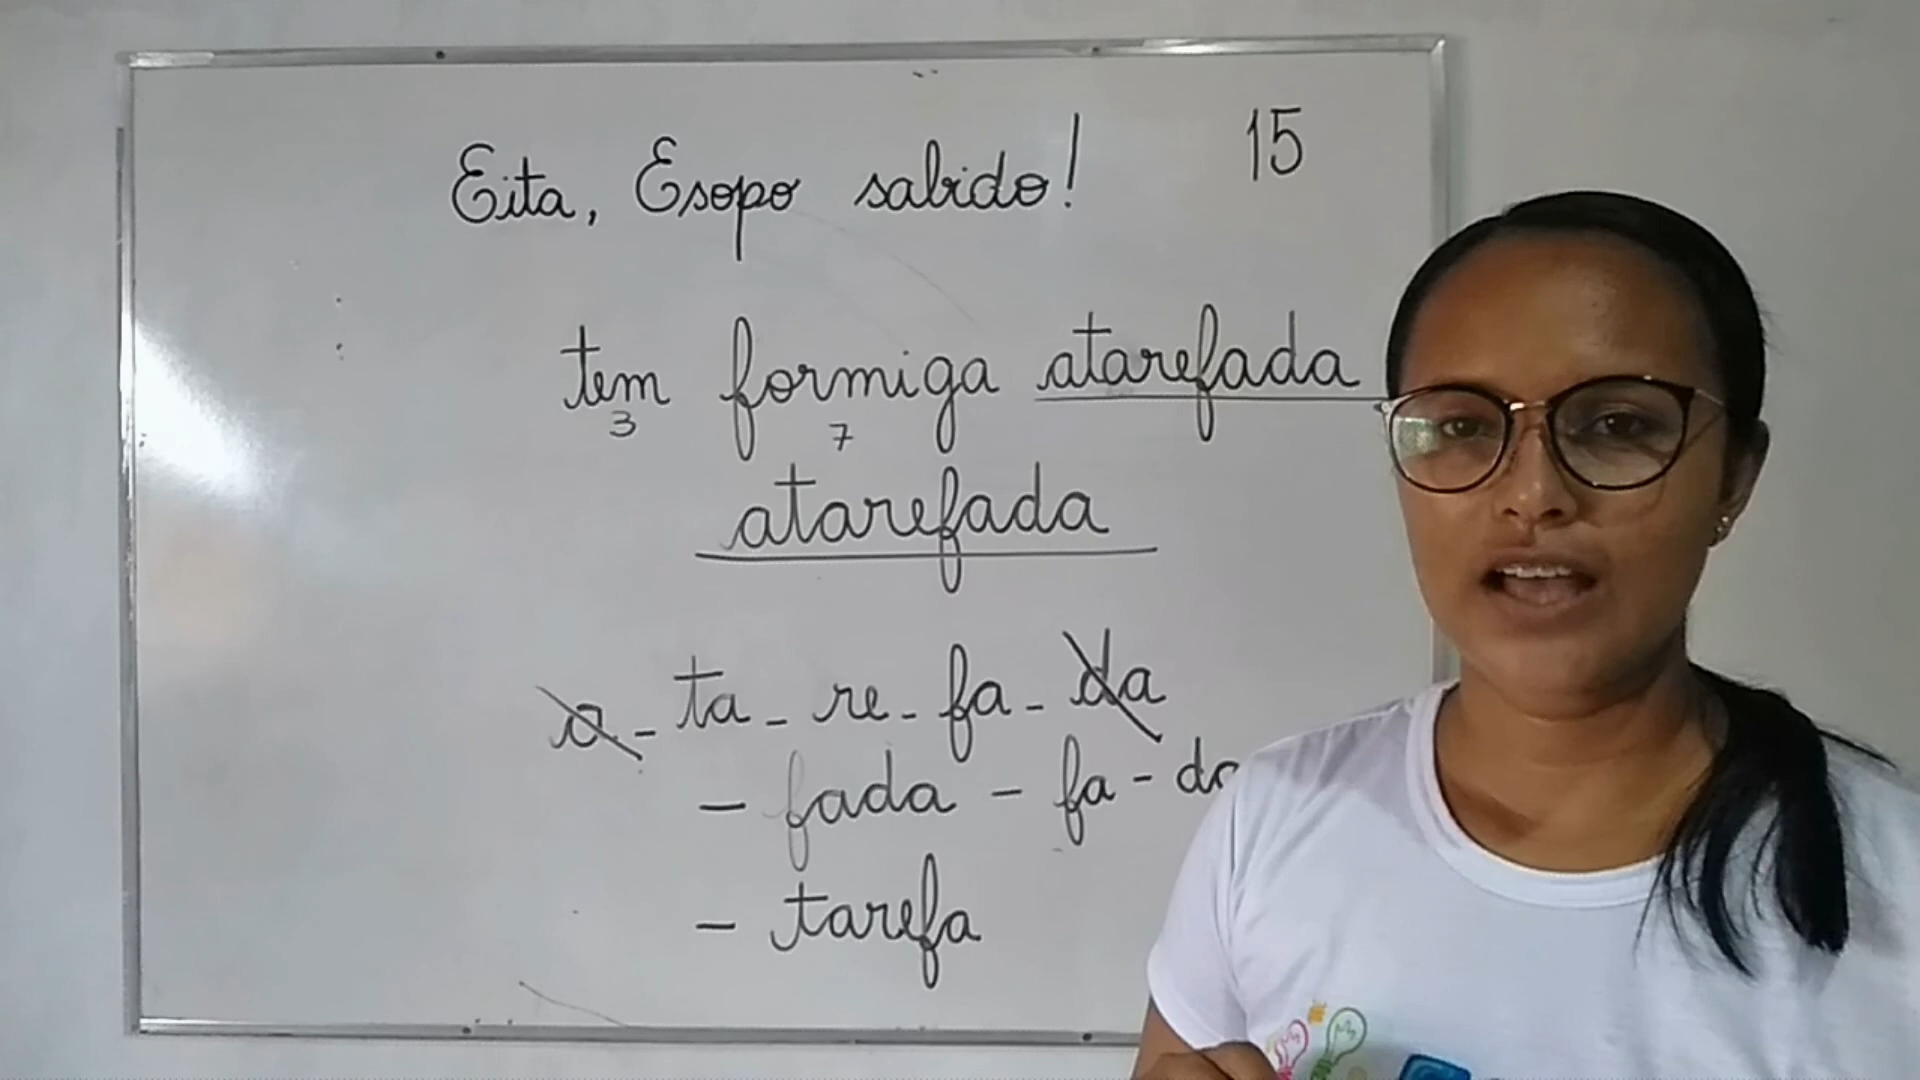 Eita, Esopo sabido! 15
tem formiga atarefada
3 7
atarefada
a - ta - re - fa - da
- fada - fa - da
- tarefa